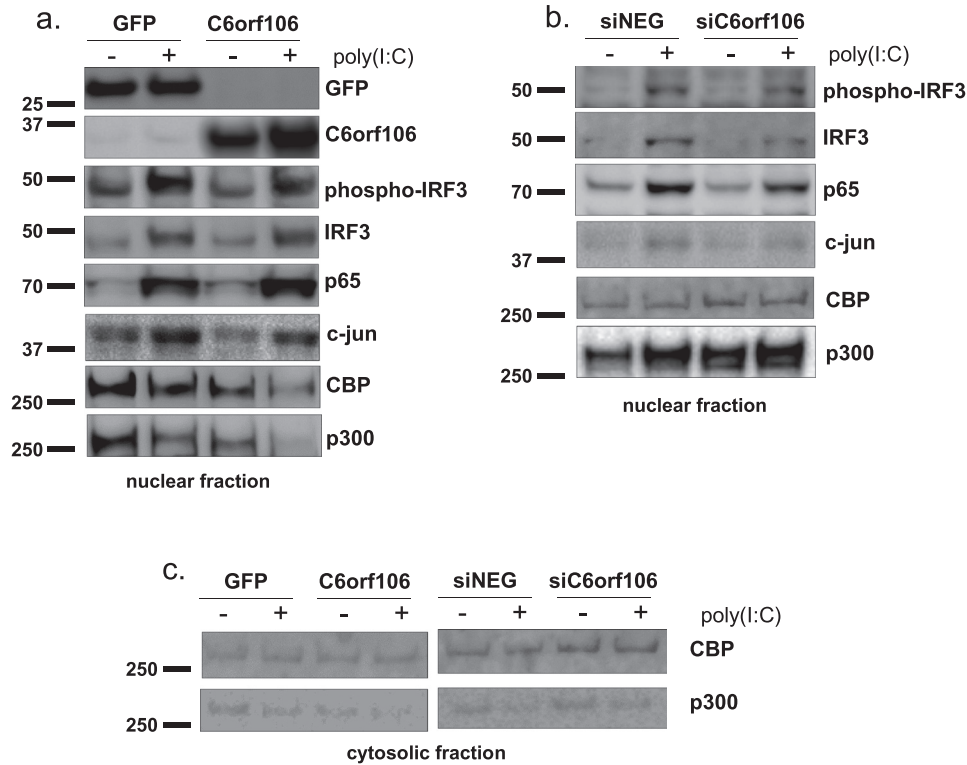 a.
GFP C6orf106
- + - + poly(I:C)
GFP
25
37
C6orf106
50
phospho-IRF3
50
IRF3
70
p65
37
c-jun
250
CBP
250
p300
nuclear fraction
b.
siNEG siC6orf106
- + - + poly(I:C)
50
phospho-IRF3
50
IRF3
70
p65
37
c-jun
250
CBP
250
p300
nuclear fraction
c.
GFP C6orf106 siNEG siC6orf106
- + - + - + - + poly(I:C)
250
CBP
250
p300
cytosolic fraction